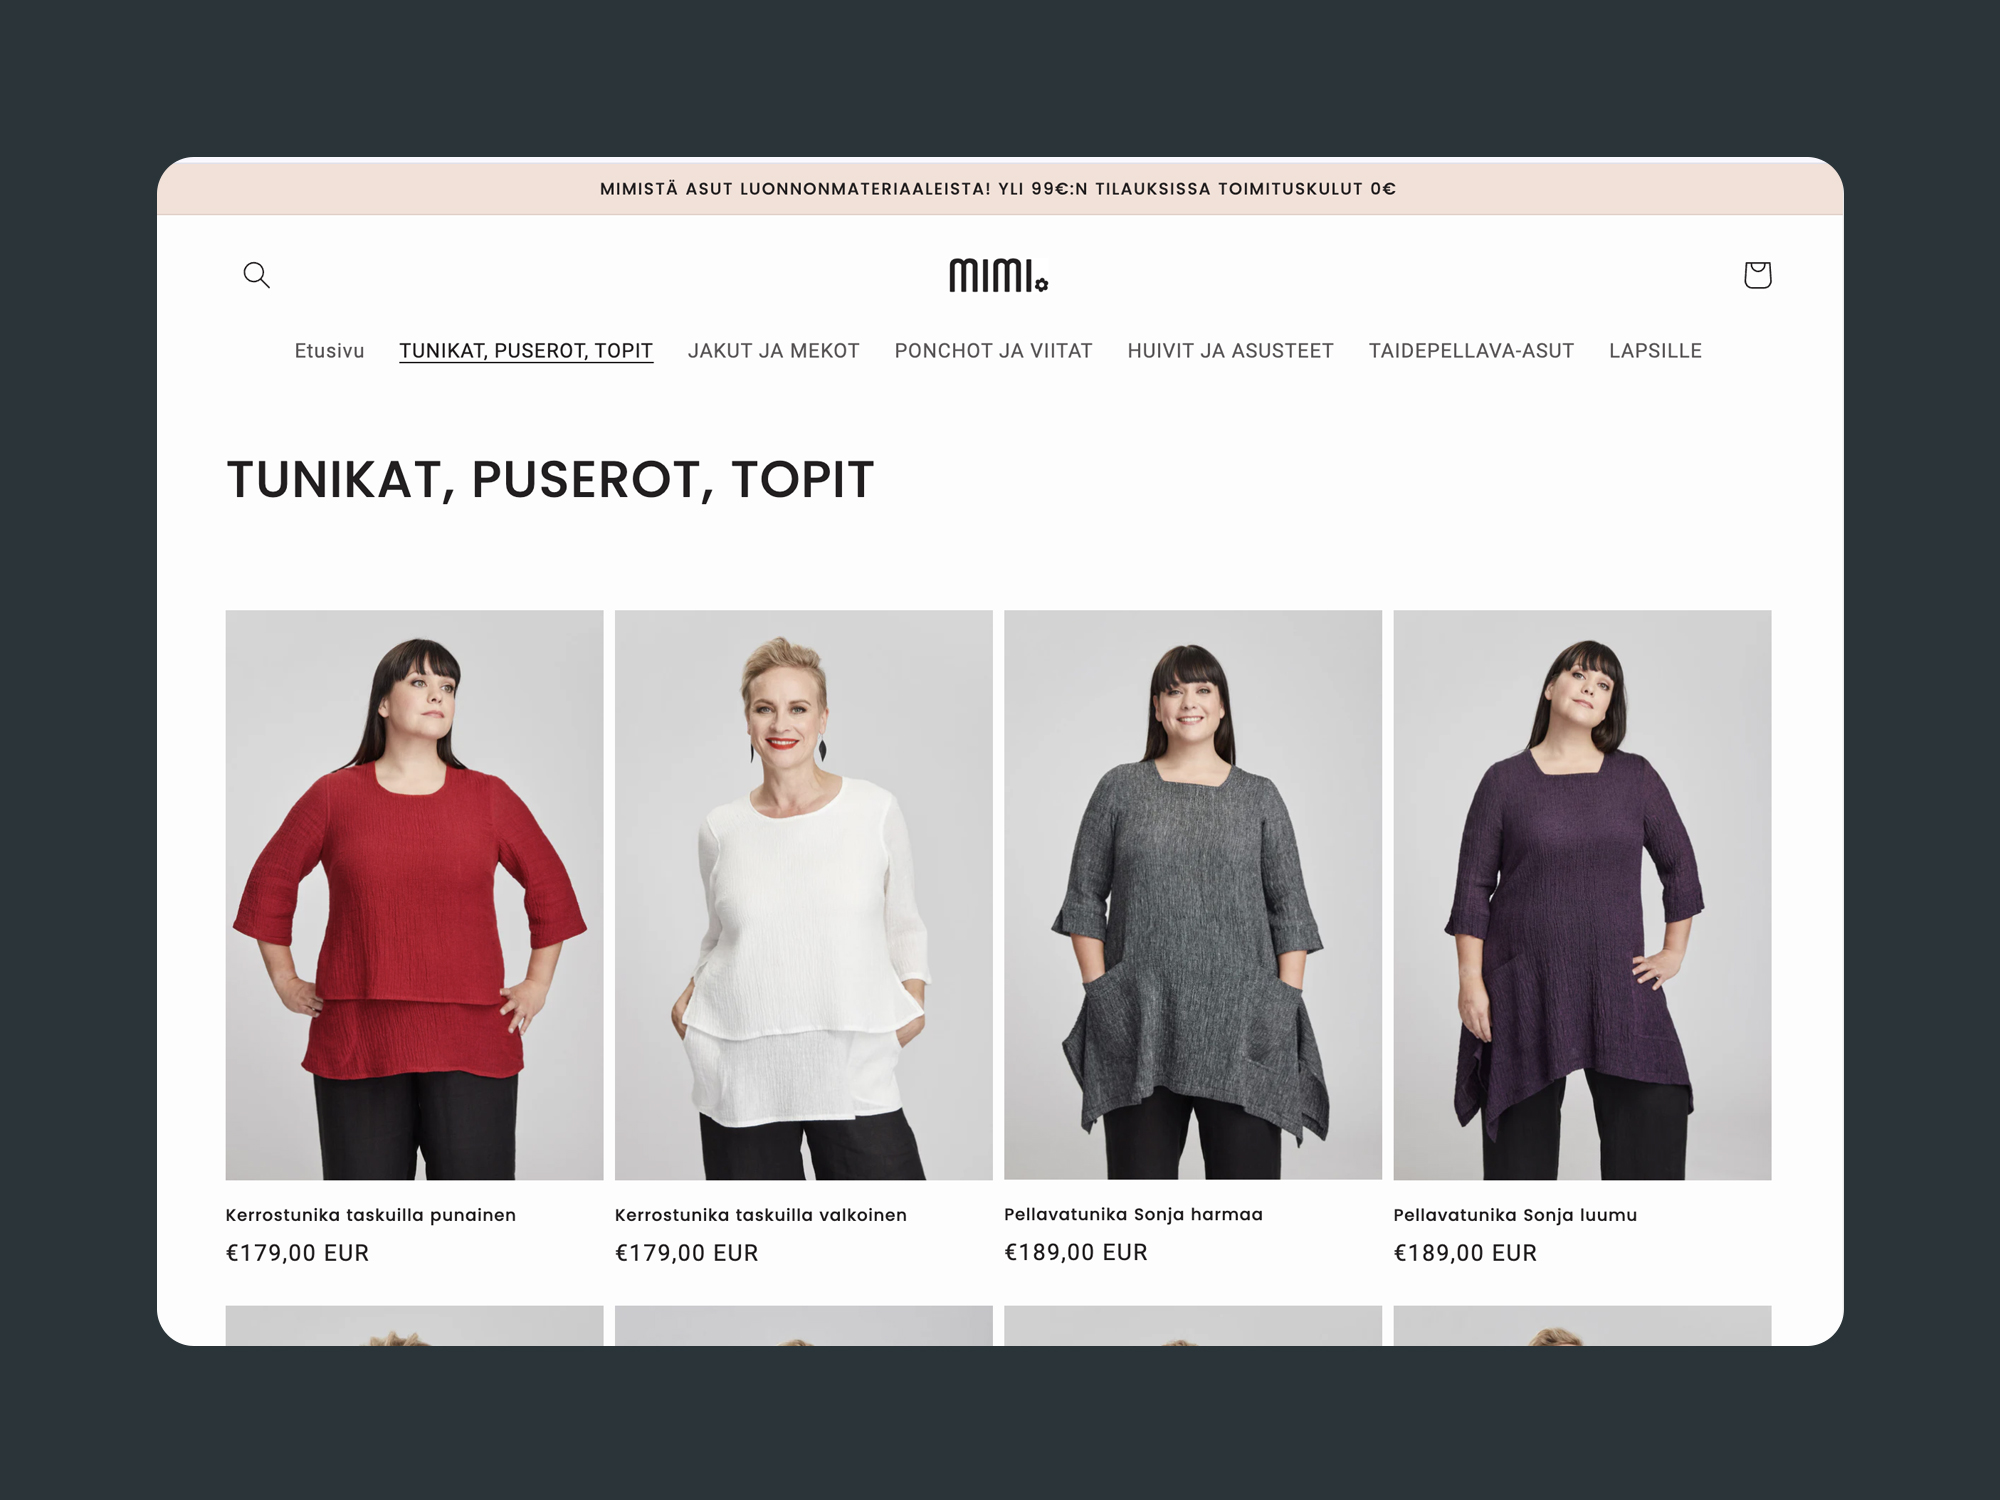 MIMISTÄ ASUT LUONNONMATERIAALEISTA! YLI 99€:N TILAUKSISSA TOIMITUSKULUT 0€
mimi
Etusivu TUNIKAT, PUSEROT, TOPIT JAKUT JA MEKOT PONCHOT JA VIITAT HUIVIT JA ASUSTEET TAIDEPELLAVA-ASUT LAPSILLE
TUNIKAT, PUSEROT, TOPIT
Kerrostunika taskuilla punainen
€179,00 EUR
Kerrostunika taskuilla valkoinen
€179,00 EUR
Pellavatunika Sonja harmaa
€189,00 EUR
Pellavatunika Sonja luumu
€189,00 EUR